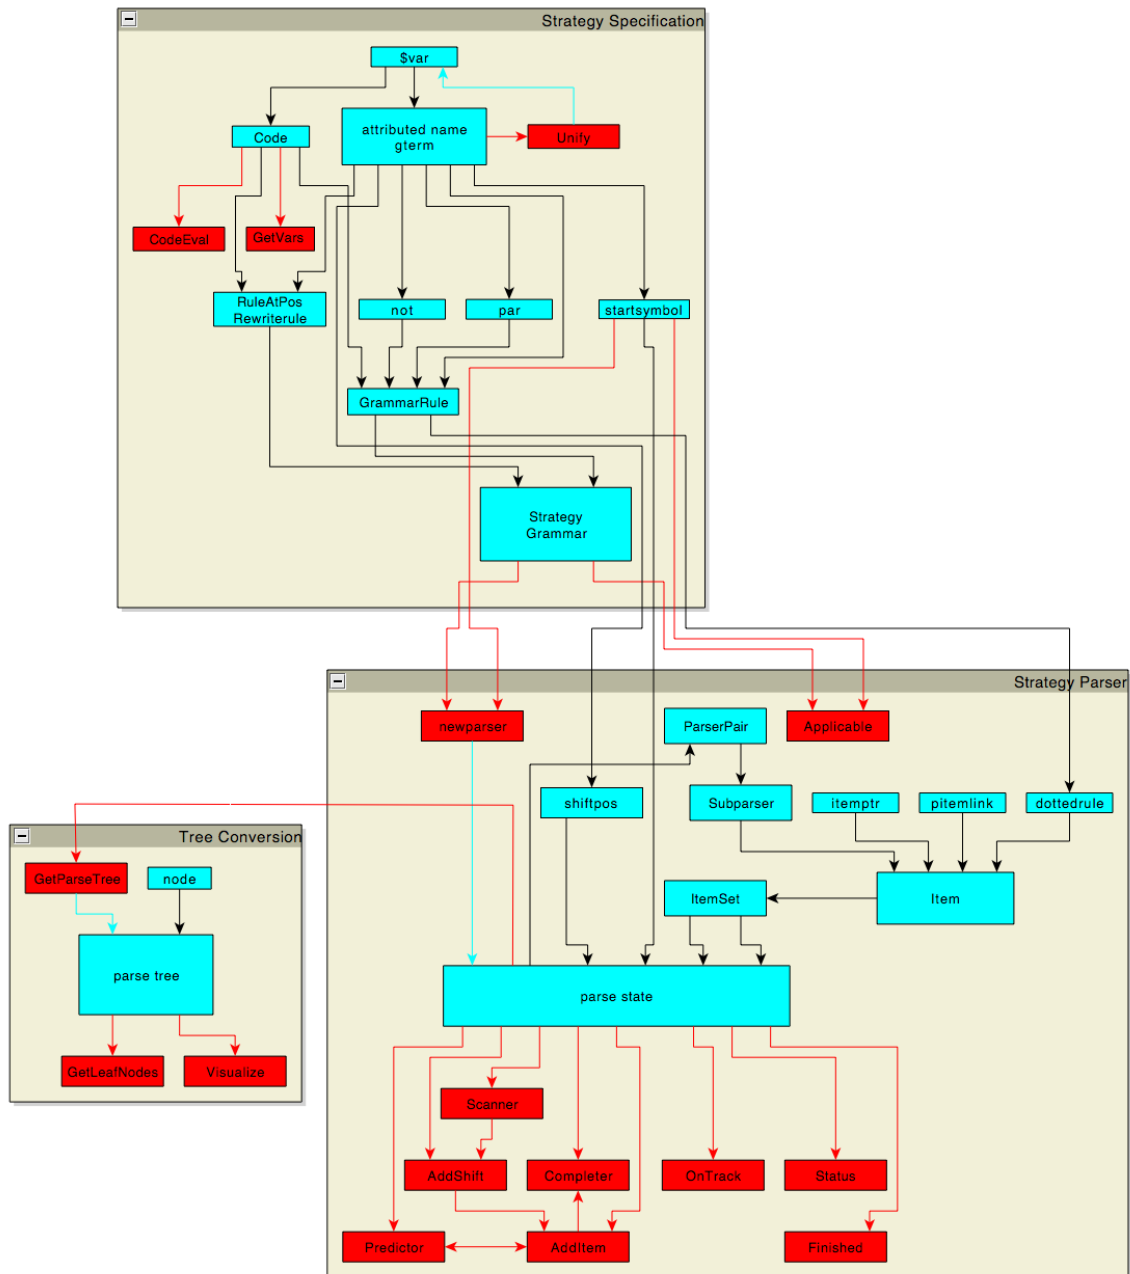 Strategy Specification
$var
attributed name
gterm
Code
Unify
CodeEval
GetVars
RuleAtPos
Rewriterule
not
par
startsymbol
GrammarRule
Strategy
Grammar
Strategy Parser
newparser
ParserPair
Applicable
shiftpos
Subparser
itemptr
pitemlink
dottedrule
Tree Conversion
GetParseTree
node
ItemSet
Item
parse tree
parse state
GetLeafNodes
Visualize
Scanner
AddShift
Completer
OnTrack
Status
Predictor
AddItem
Finished